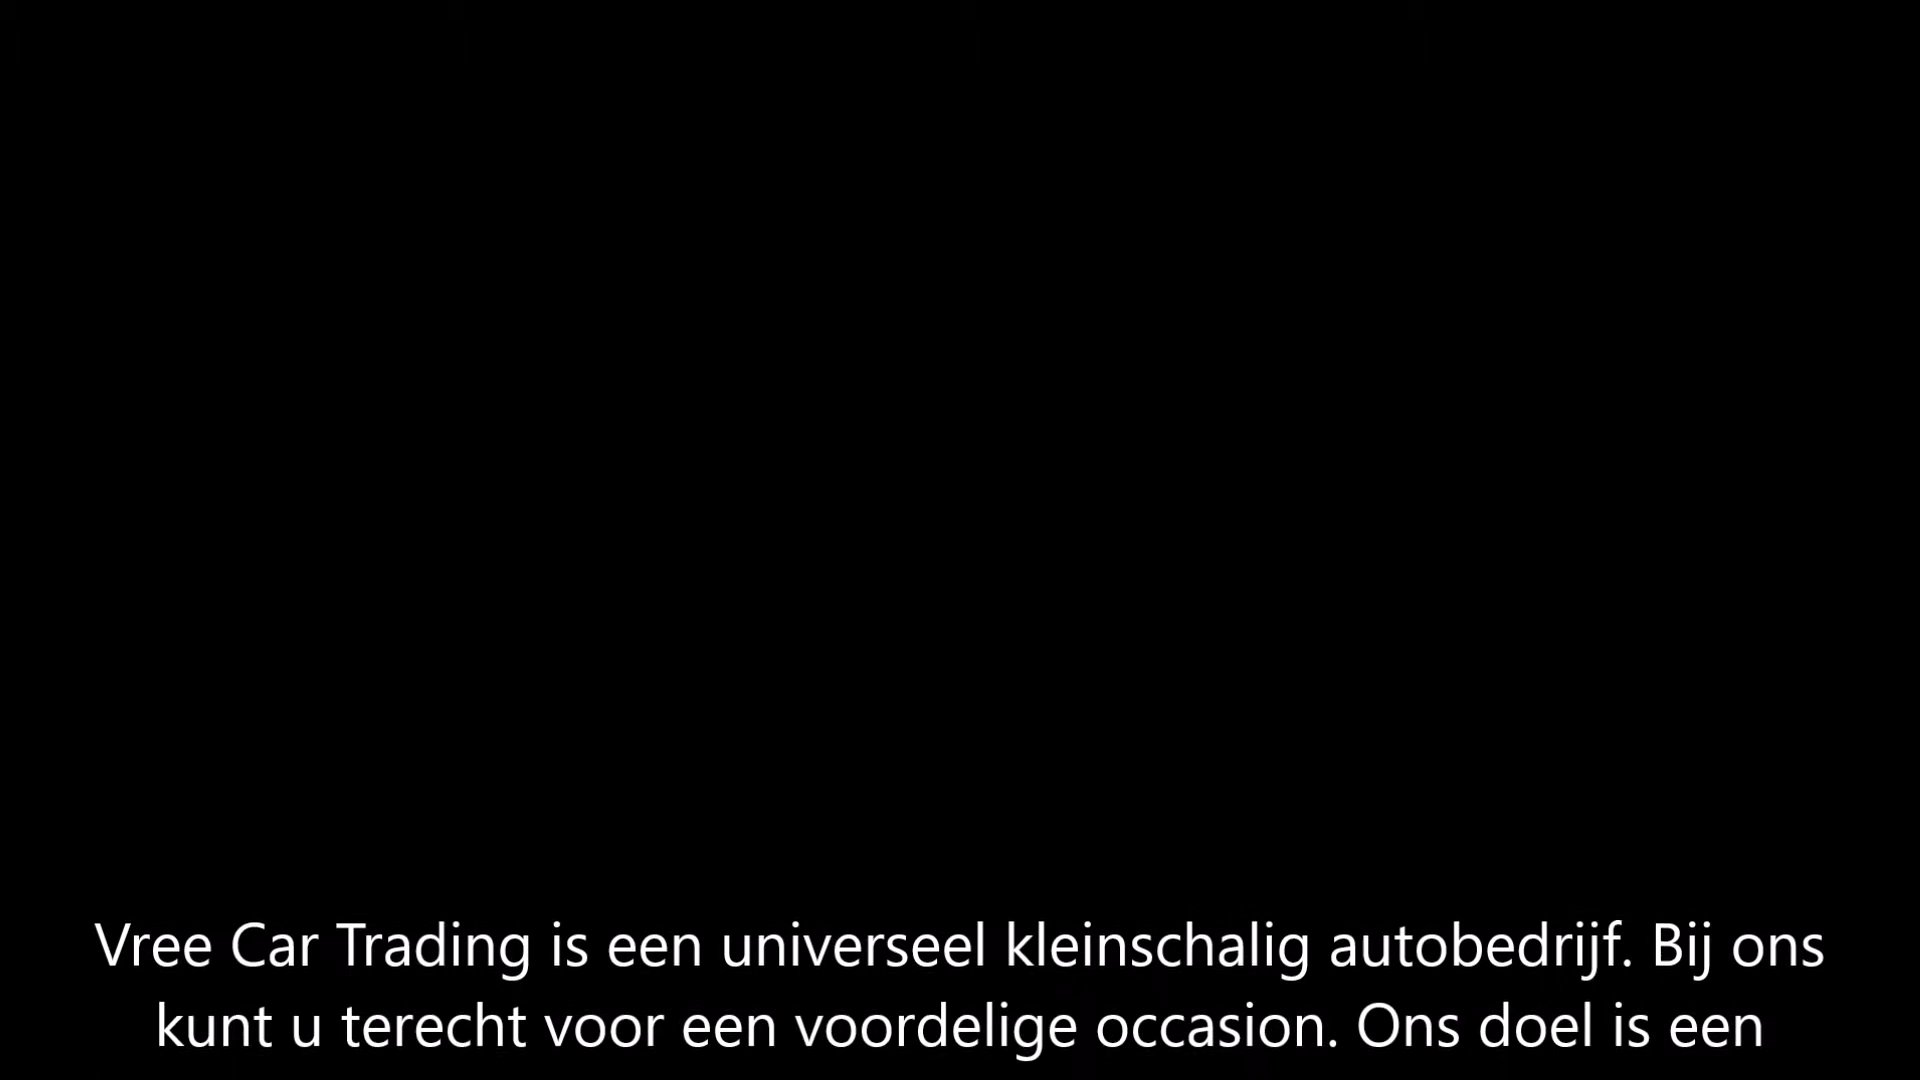 Vree Car Trading is een universeel kleinschalig autobedrijf. Bij ons
kunt u terecht voor een voordelige occasion. Ons doel is een